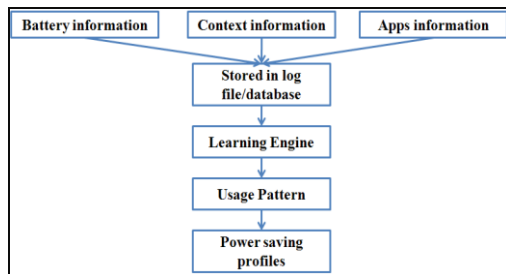 Battery information
Context information
Apps information
Stored in log
file/database
Learning Engine
Usage Pattern
Power saving
profiles